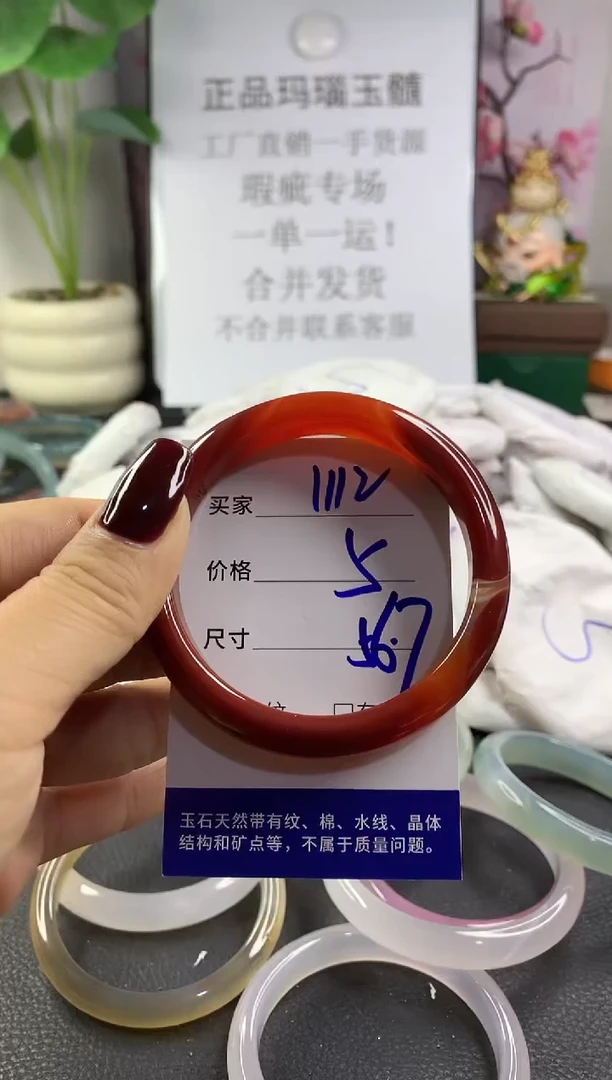 正品玛瑙玉髓
工厂直销一手货源
瑕疵专场
一单一运！
合并发货
不合并联系客服
买家 1112
价格 5
尺寸 56.7
玉石天然带有纹、棉、水线、晶体
结构和矿点等，不属于质量问题。